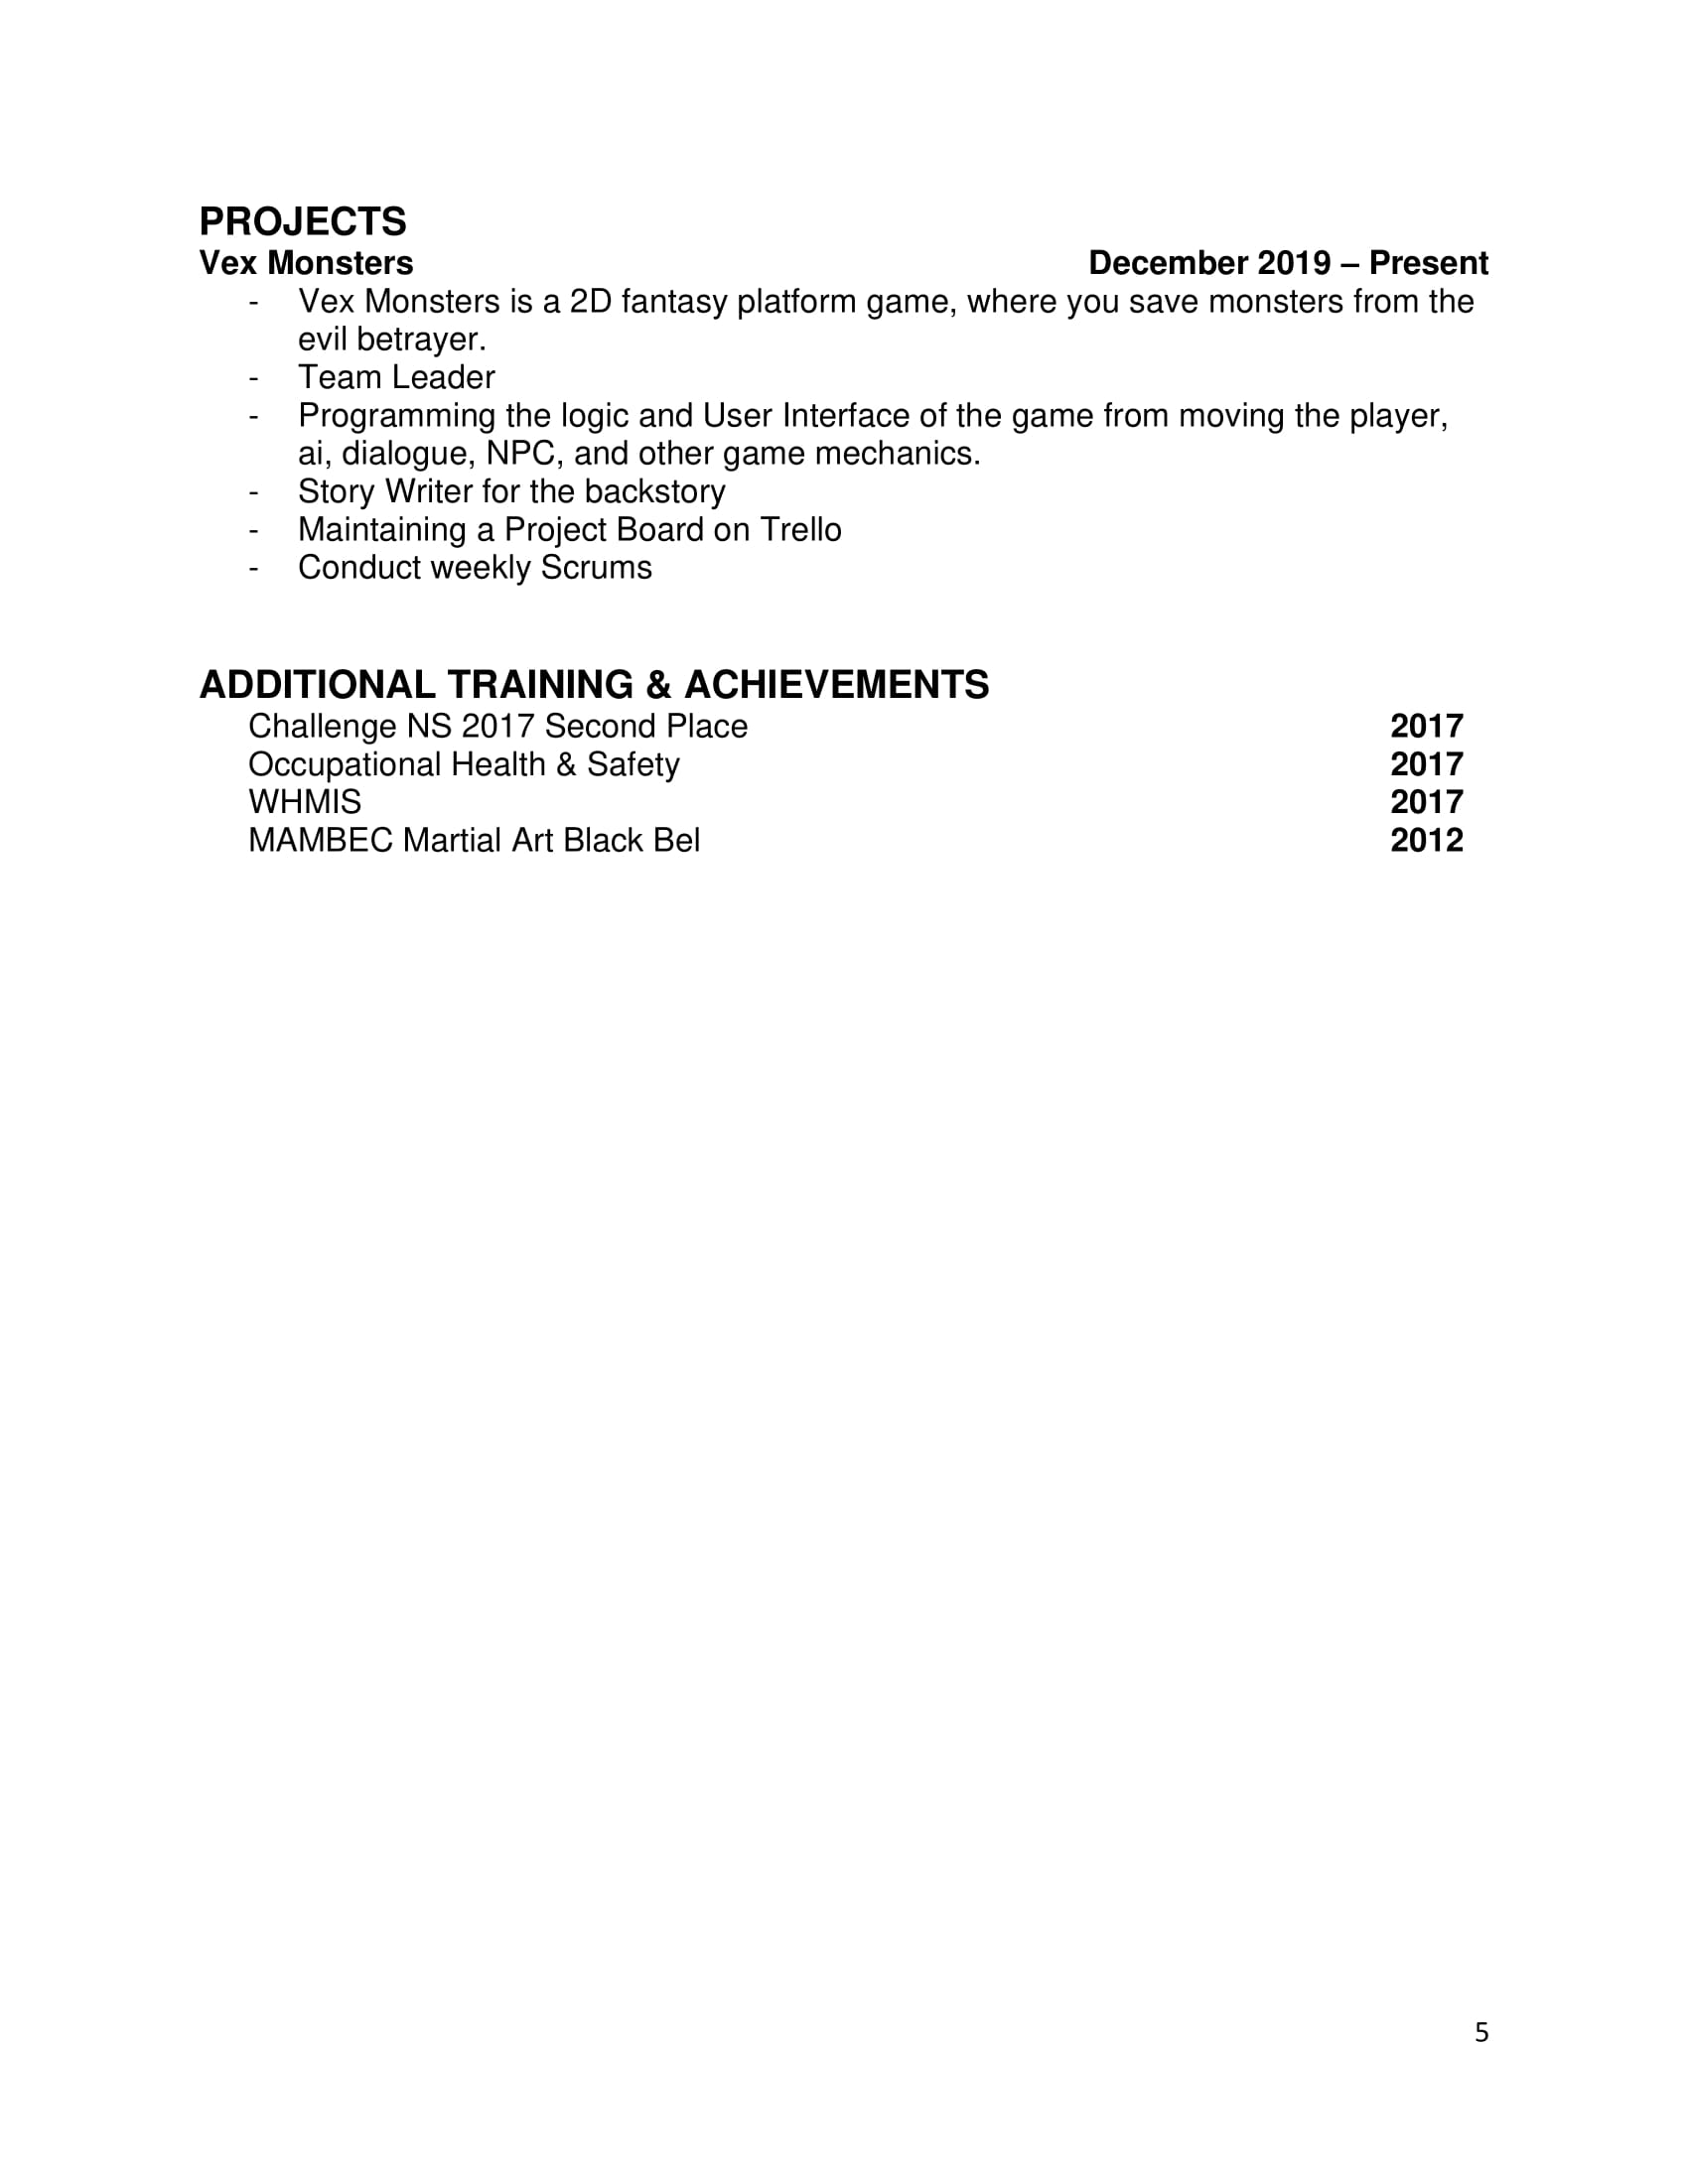 PROJECTS
Vex Monsters December 2019 – Present
- Vex Monsters is a 2D fantasy platform game, where you save monsters from the
evil betrayer.
- Team Leader
- Programming the logic and User Interface of the game from moving the player,
ai, dialogue, NPC, and other game mechanics.
- Story Writer for the backstory
- Maintaining a Project Board on Trello
- Conduct weekly Scrums
ADDITIONAL TRAINING & ACHIEVEMENTS
Challenge NS 2017 Second Place 2017
Occupational Health & Safety 2017
WHMIS 2017
MAMBEC Martial Art Black Bel 2012
5